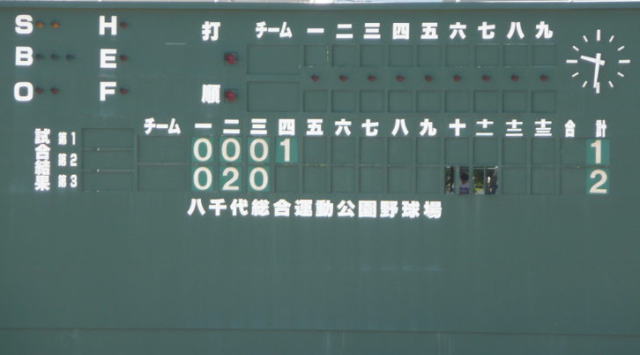 S H 打 チーム 一 二 三 四 五 六 七 八 九
B E
O F 順
チーム 一 二 三 四 五 六 七 八 九 十 十一 十二 十三 合計
試合結果
第1
第2 0 0 0 1 1
第3 0 2 0 2
八千代総合運動公園野球場